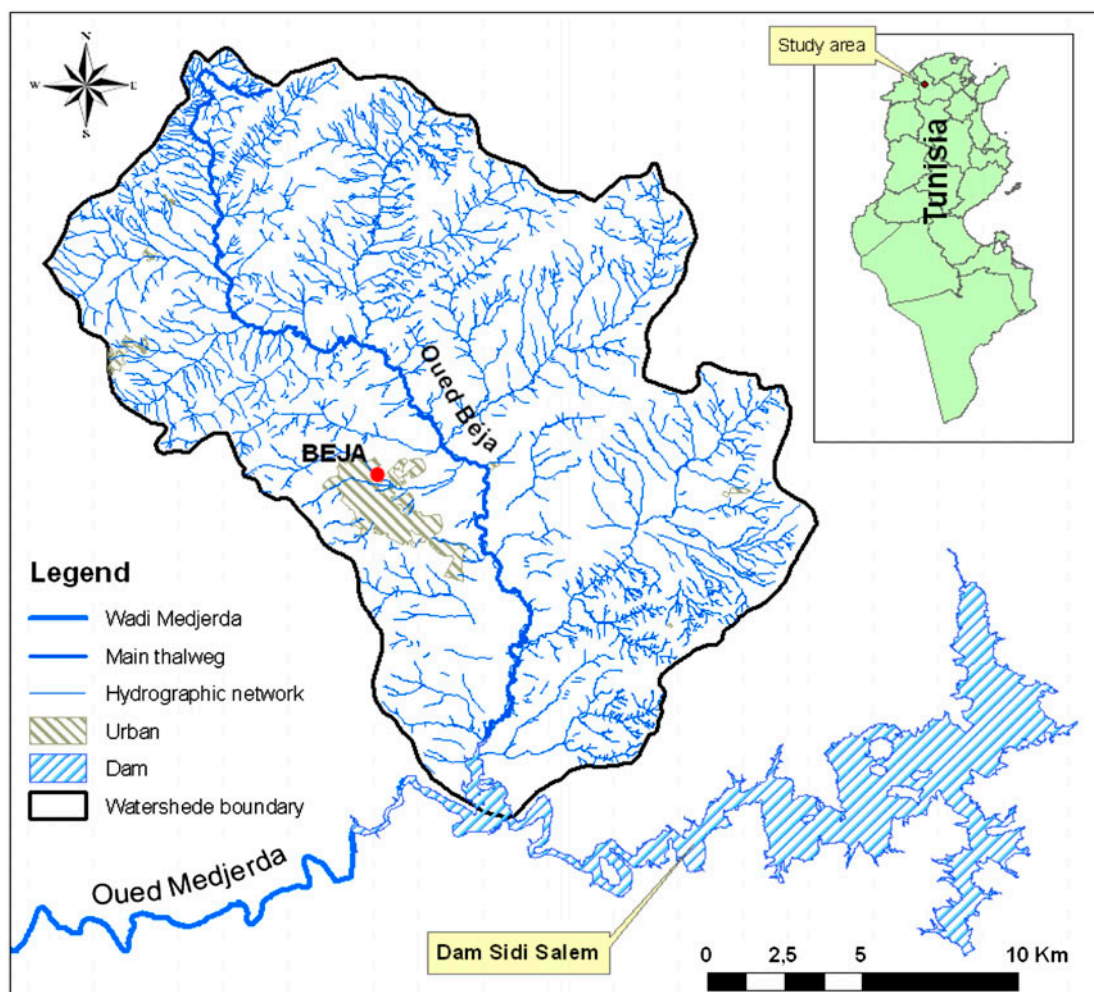 N
W
E
S
Study area
Tunisia
Oued Béja
BEJA
Legend
Wadi Medjerda
Main thalweg
Hydrographic network
Urban
Dam
Watershede boundary
Oued Medjerda
Dam Sidi Salem
0 2,5 5 10 Km